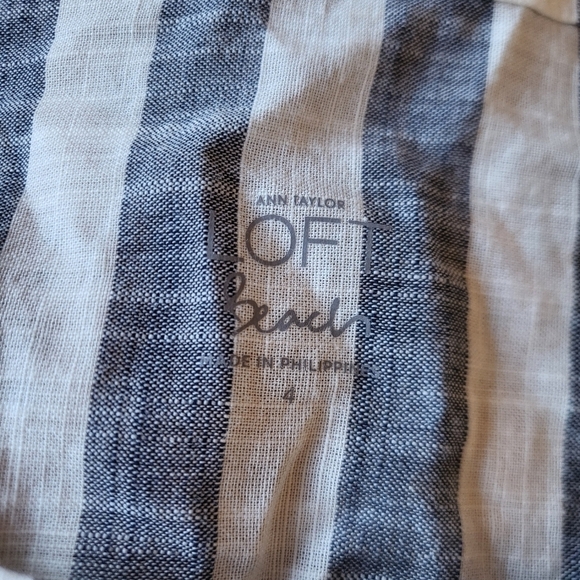 ANN TAYLOR
LOFT
Beach
MADE IN PHILIPPINES
4